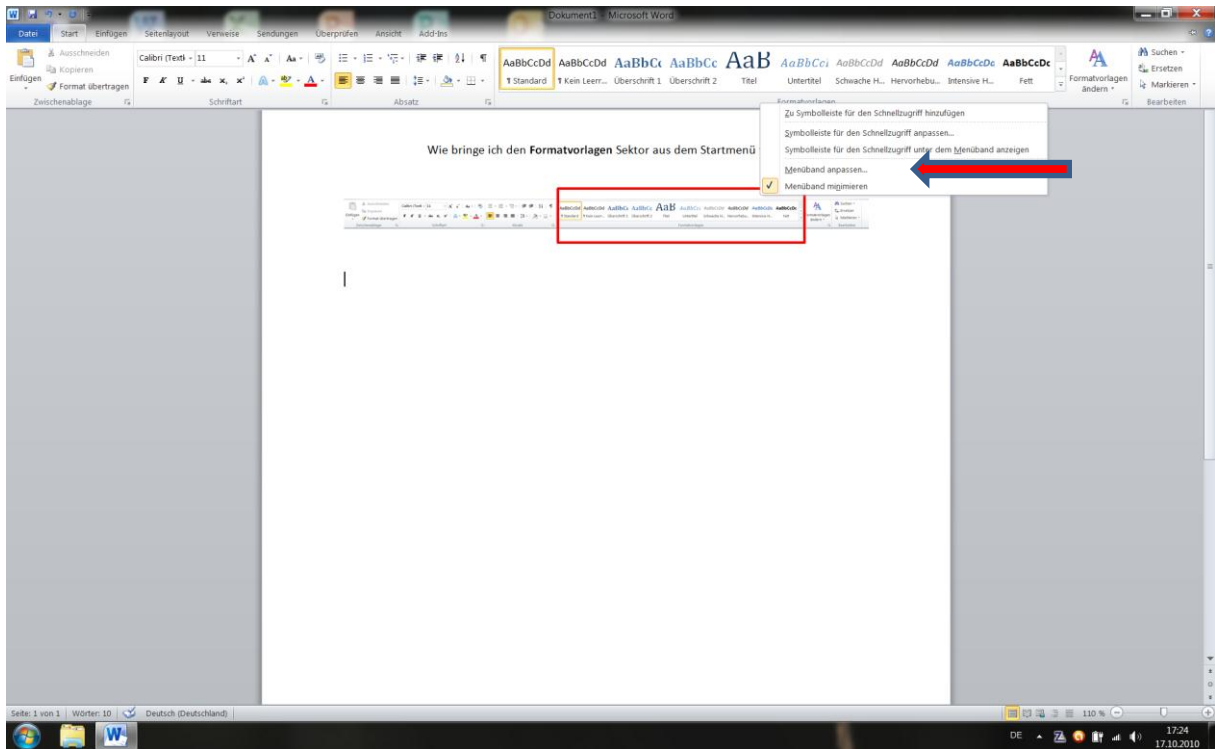 Dokument1 - Microsoft Word
Datei Start Einfügen Seitenlayout Verweise Sendungen Überprüfen Ansicht Add-Ins
Einfügen
Ausschneiden
Kopieren
Format übertragen
Zwischenablage
Calibri (Textk 11
F K U abc x, x²
Schriftart
Absatz
AaBbCcDd AaBbCcDd AaBbCc AaBbCc AaB AaBbCci AaBbCcDd AaBbCcDd AaBbCcDc AaBbCcDc
¶ Standard ¶ Kein Leerr... Überschrift 1 Überschrift 2 Titel Untertitel Schwache H... Hervorhebu... Intensive H... Fett
Formatvorlagen
Formatvorlagen ändern
Suchen
Ersetzen
Markieren
Bearbeiten
Zu Symbolleiste für den Schnellzugriff hinzufügen
Symbolleiste für den Schnellzugriff anpassen...
Symbolleiste für den Schnellzugriff unter dem Menüband anzeigen
Menüband anpassen...
Menüband minimieren
Wie bringe ich den Formatvorlagen Sektor aus dem Startmenü
Seite: 1 von 1 Wörter: 10 Deutsch (Deutschland) 110 %
DE 17:24
17.10.2010